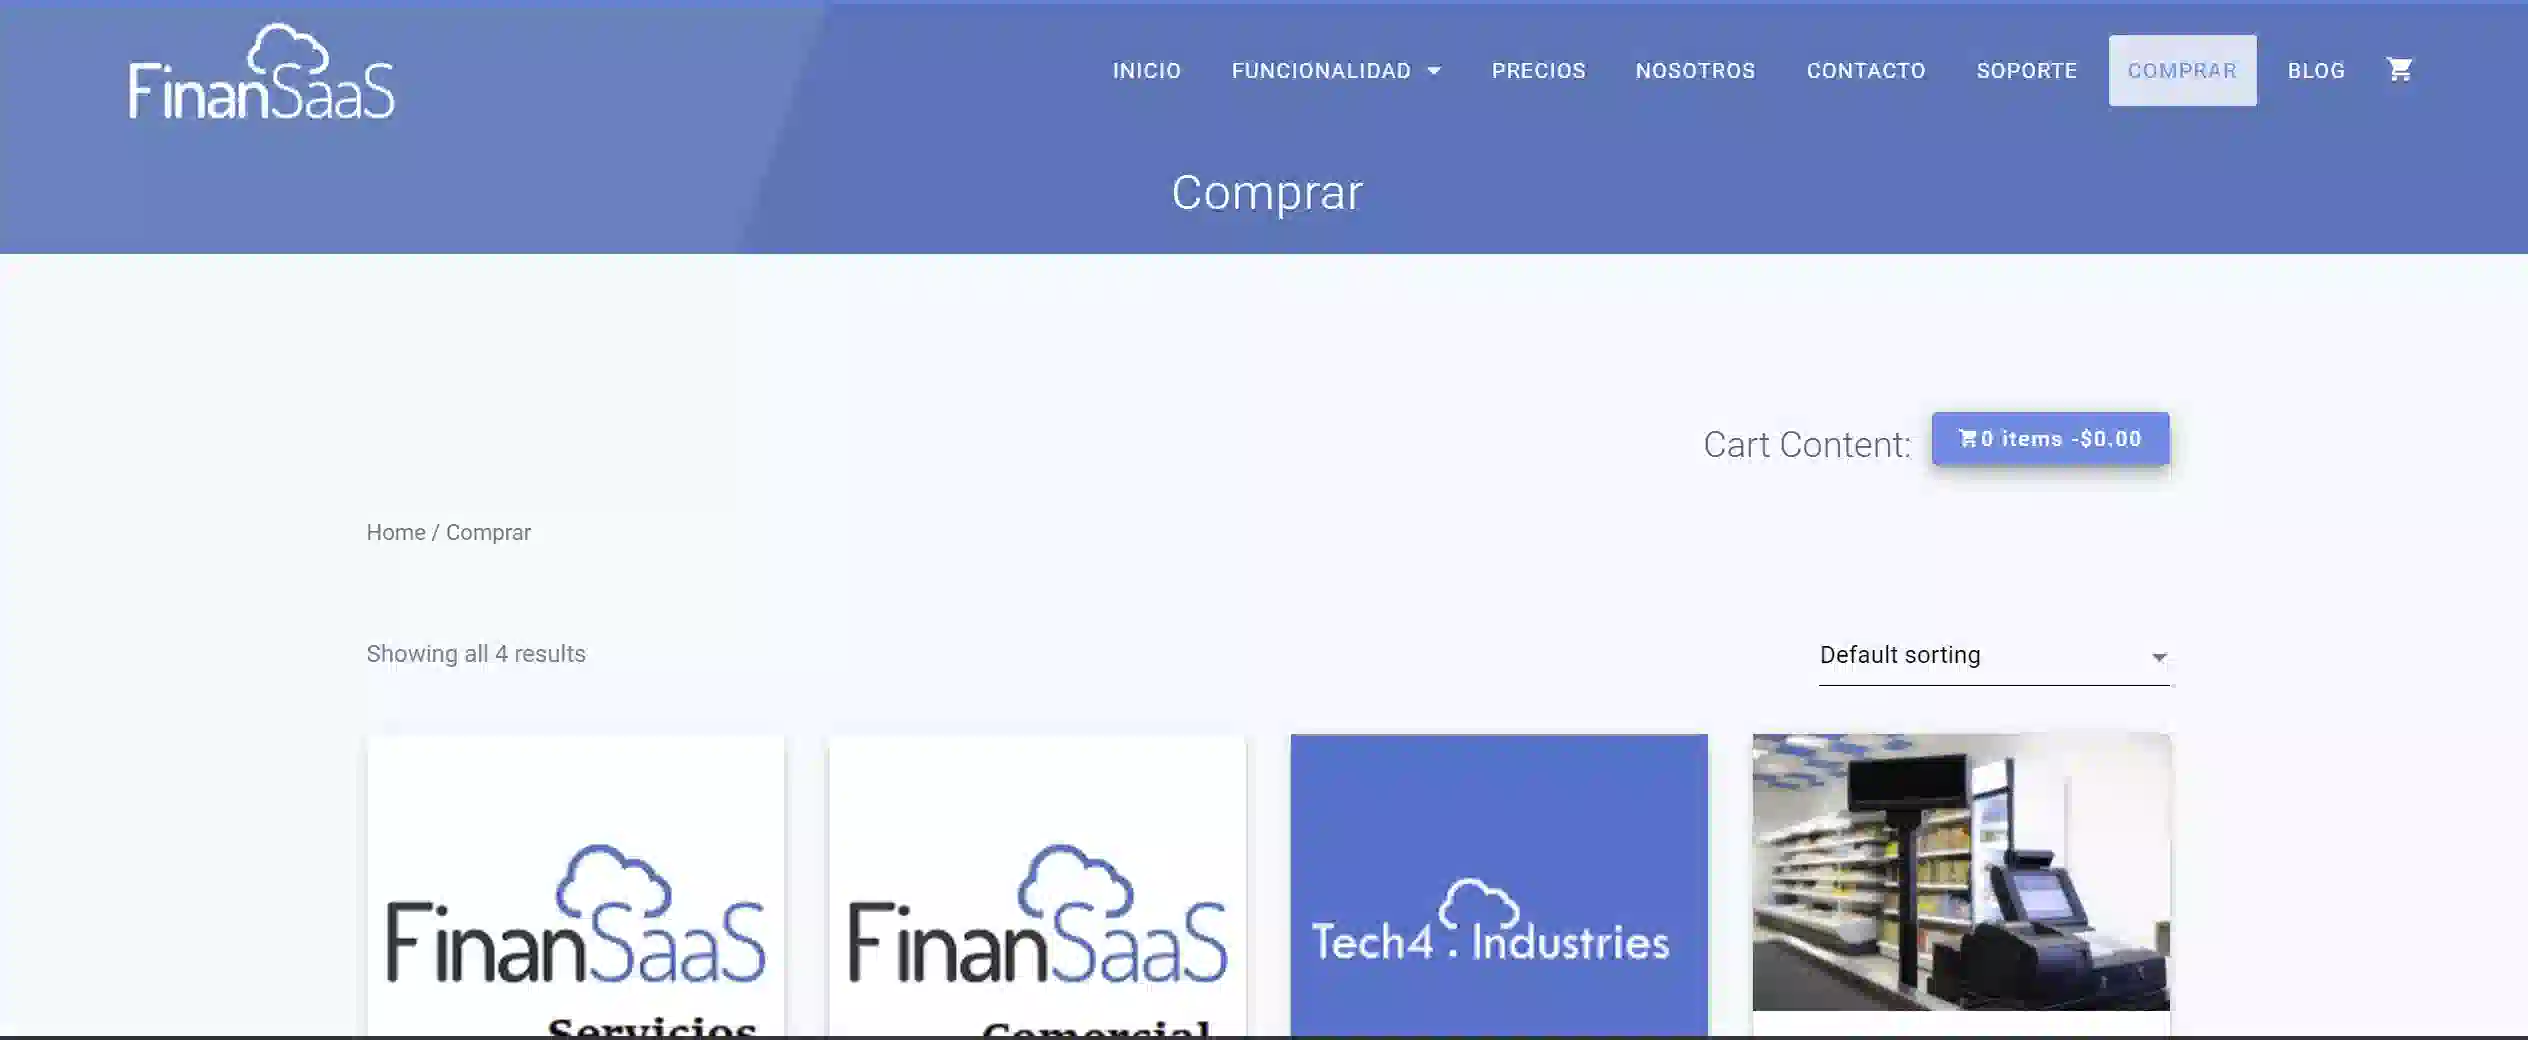 FinanSaaS
INICIO FUNCIONALIDAD PRECIOS NOSOTROS CONTACTO SOPORTE COMPRAR BLOG
Comprar
Cart Content: 0 items -$0.00
Home / Comprar
Showing all 4 results
Default sorting
FinanSaaS
Servicios
FinanSaaS
Comercial
Tech4 . Industries